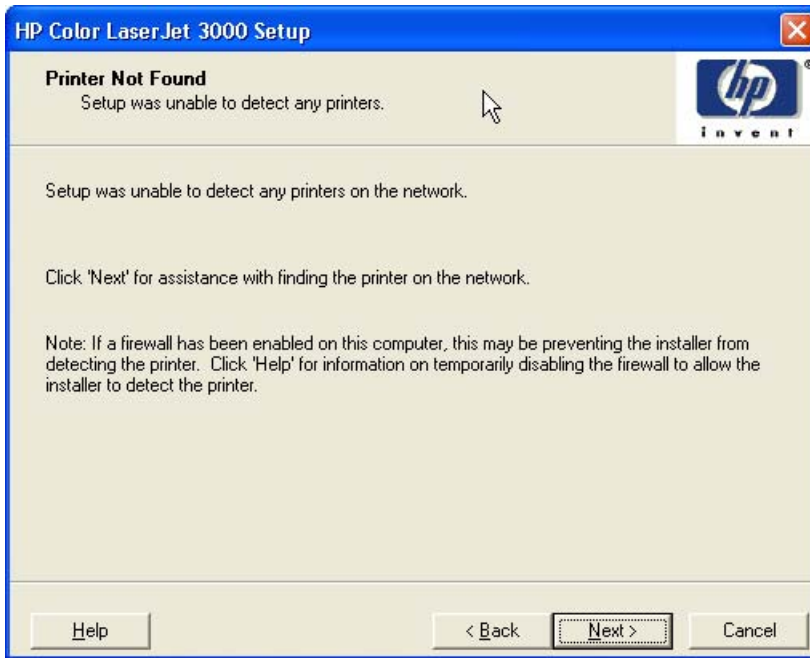 HP Color LaserJet 3000 Setup
Printer Not Found
Setup was unable to detect any printers.
hp
®
invent
Setup was unable to detect any printers on the network.
Click 'Next' for assistance with finding the printer on the network.
Note: If a firewall has been enabled on this computer, this may be preventing the installer from
detecting the printer. Click 'Help' for information on temporarily disabling the firewall to allow the
installer to detect the printer.
Help
< Back
Next >
Cancel